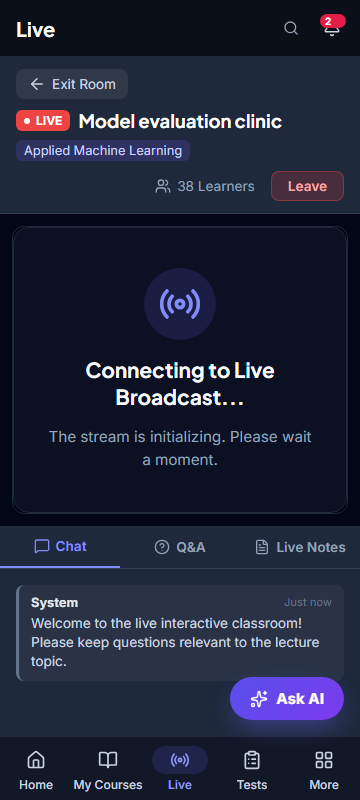 Live
2
Exit Room
LIVE Model evaluation clinic
Applied Machine Learning
38 Learners Leave
Connecting to Live
Broadcast...
The stream is initializing. Please wait
a moment.
Chat Q&A Live Notes
System Just now
Welcome to the live interactive classroom!
Please keep questions relevant to the lecture
topic.
Ask AI
Home My Courses Live Tests More